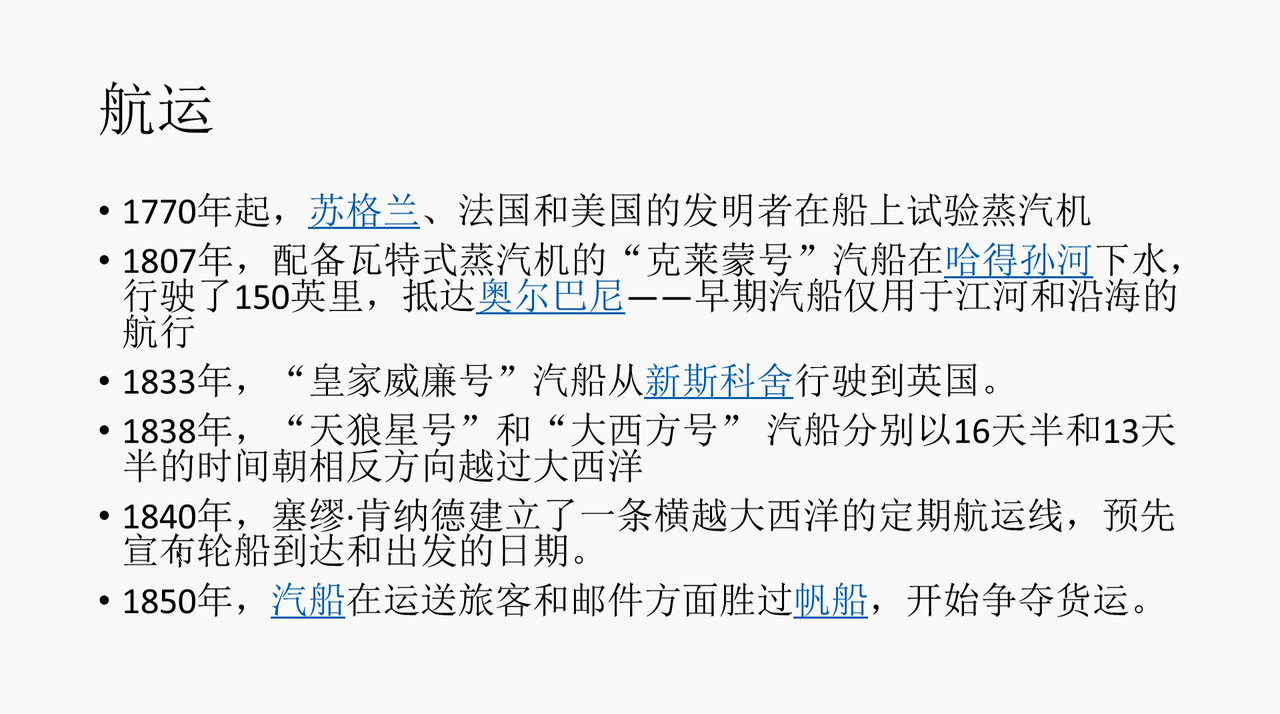 航运
• 1770年起，苏格兰、法国和美国的发明者在船上试验蒸汽机
• 1807年，配备瓦特式蒸汽机的“克莱蒙号”汽船在哈得孙河下水，
行驶了150英里，抵达奥尔巴尼——早期汽船仅用于江河和沿海的
航行
• 1833年，“皇家威廉号”汽船从新斯科舍行驶到英国。
• 1838年，“天狼星号”和“大西方号” 汽船分别以16天半和13天
半的时间朝相反方向越过大西洋
• 1840年，塞缪·肯纳德建立了一条横越大西洋的定期航运线，预先
宣布轮船到达和出发的日期。
• 1850年，汽船在运送旅客和邮件方面胜过帆船，开始争夺货运。